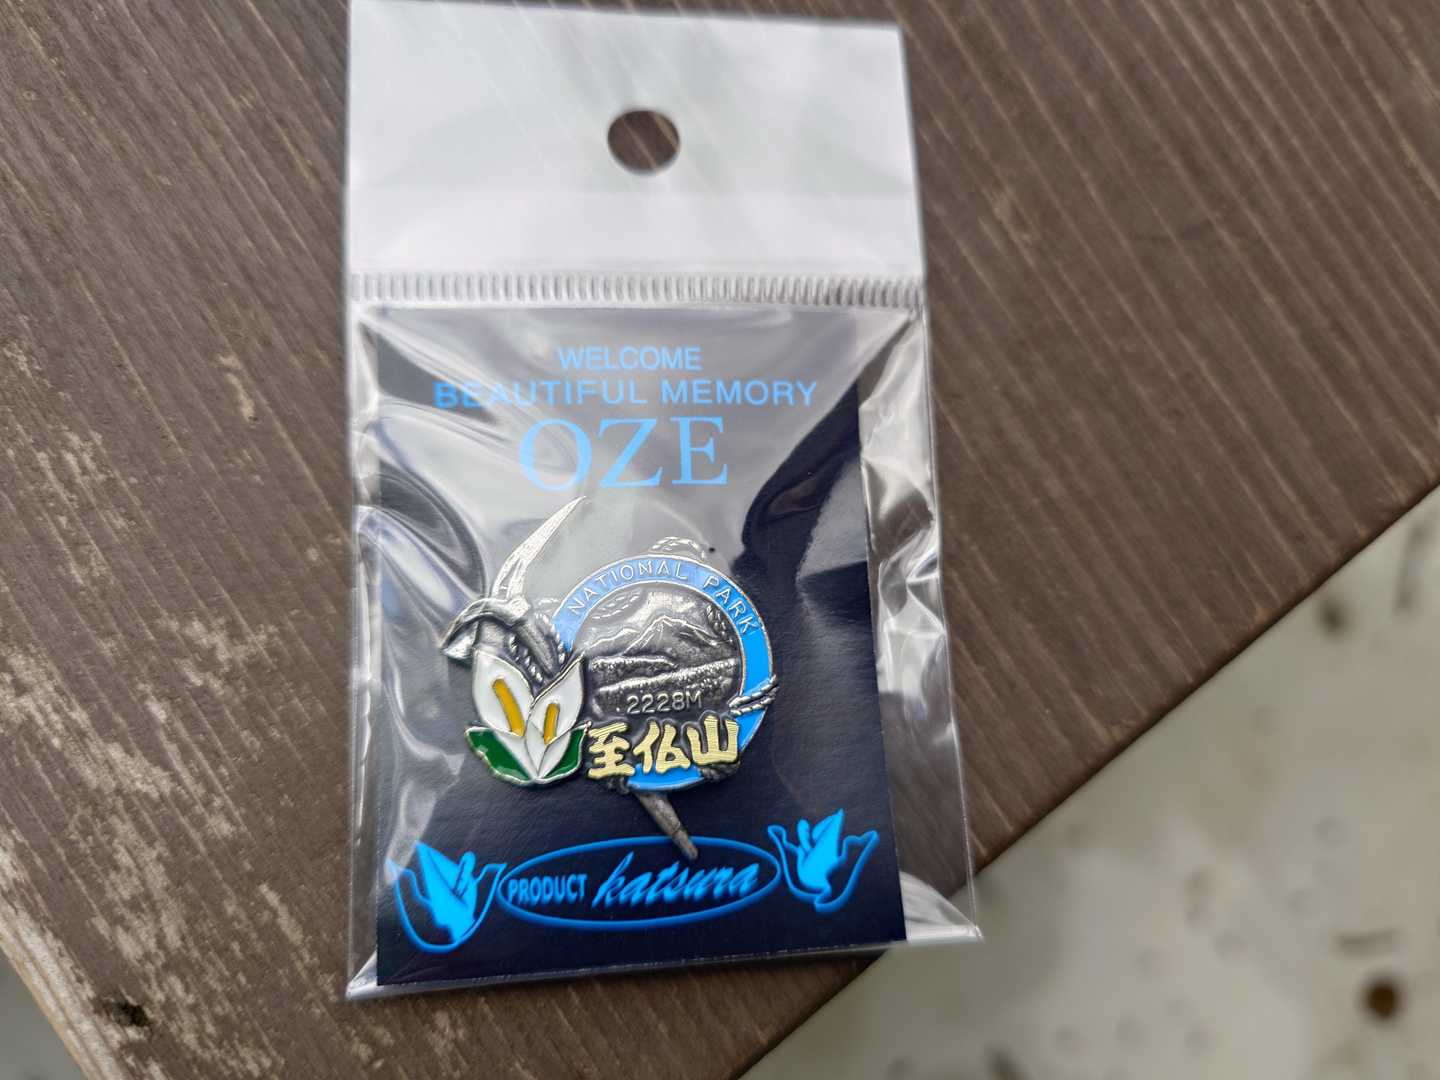 WELCOME
BEAUTIFUL MEMORY
OZE
NATIONAL PARK
2228M
至仏山
PRODUCT katsura